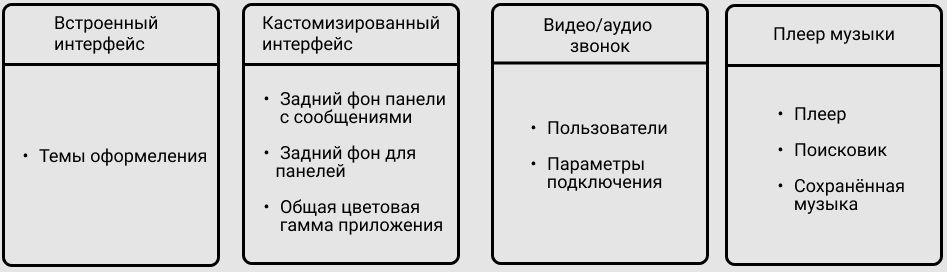 Встроенный
интерфейс
• Темы оформеления
Кастомизированный
интерфейс
• Задний фон панели
с сообщениями
• Задний фон для
панелей
• Общая цветовая
гамма приложения
Видео/аудио
звонок
• Пользователи
• Параметры
подключения
Плеер музыки
• Плеер
• Поисковик
• Сохранённая
музыка